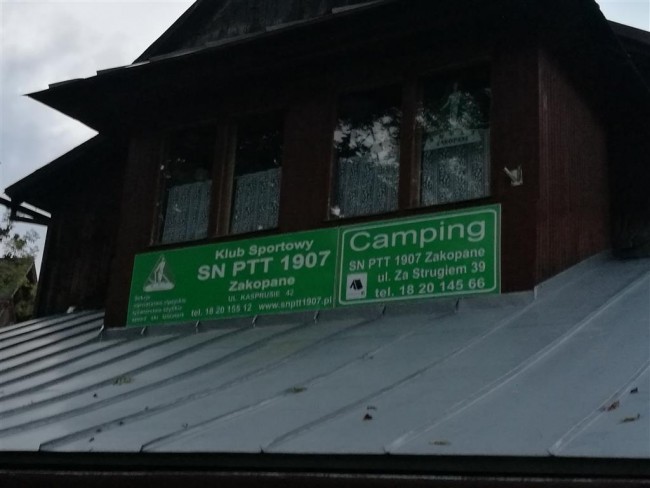 Klub Sportowy
SN PTT 1907
Zakopane
UL. KASPRUSIE 42
tel. 18 20 155 12 www.snptt1907.pl
Camping
SN PTT 1907 Zakopane
ul. Za Strugiem 39
tel. 18 20 145 66